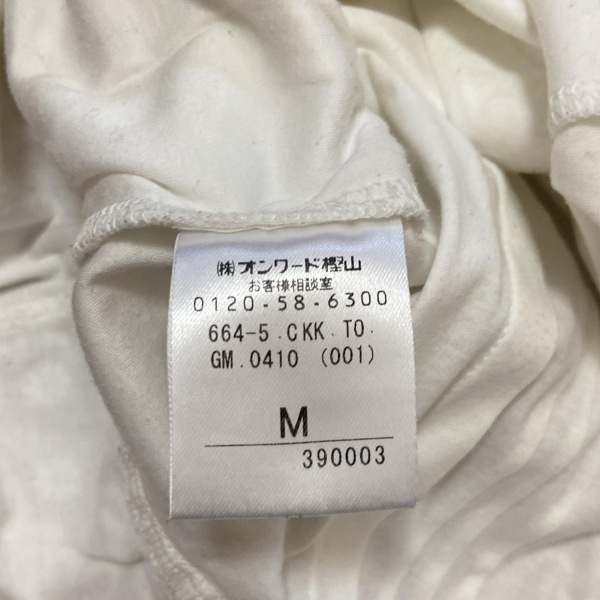 (株)オンワード樫山
お客様相談室
0120-58-6300
664-5.CKK.TO.
GM.0410 (001)
M
390003